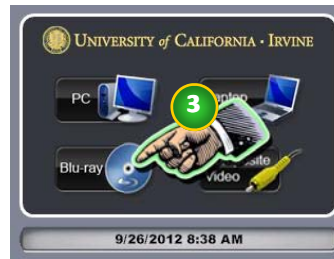 UNIVERSITY of CALIFORNIA · IRVINE
PC
3
Blu-ray
Video
9/26/2012 8:38 AM